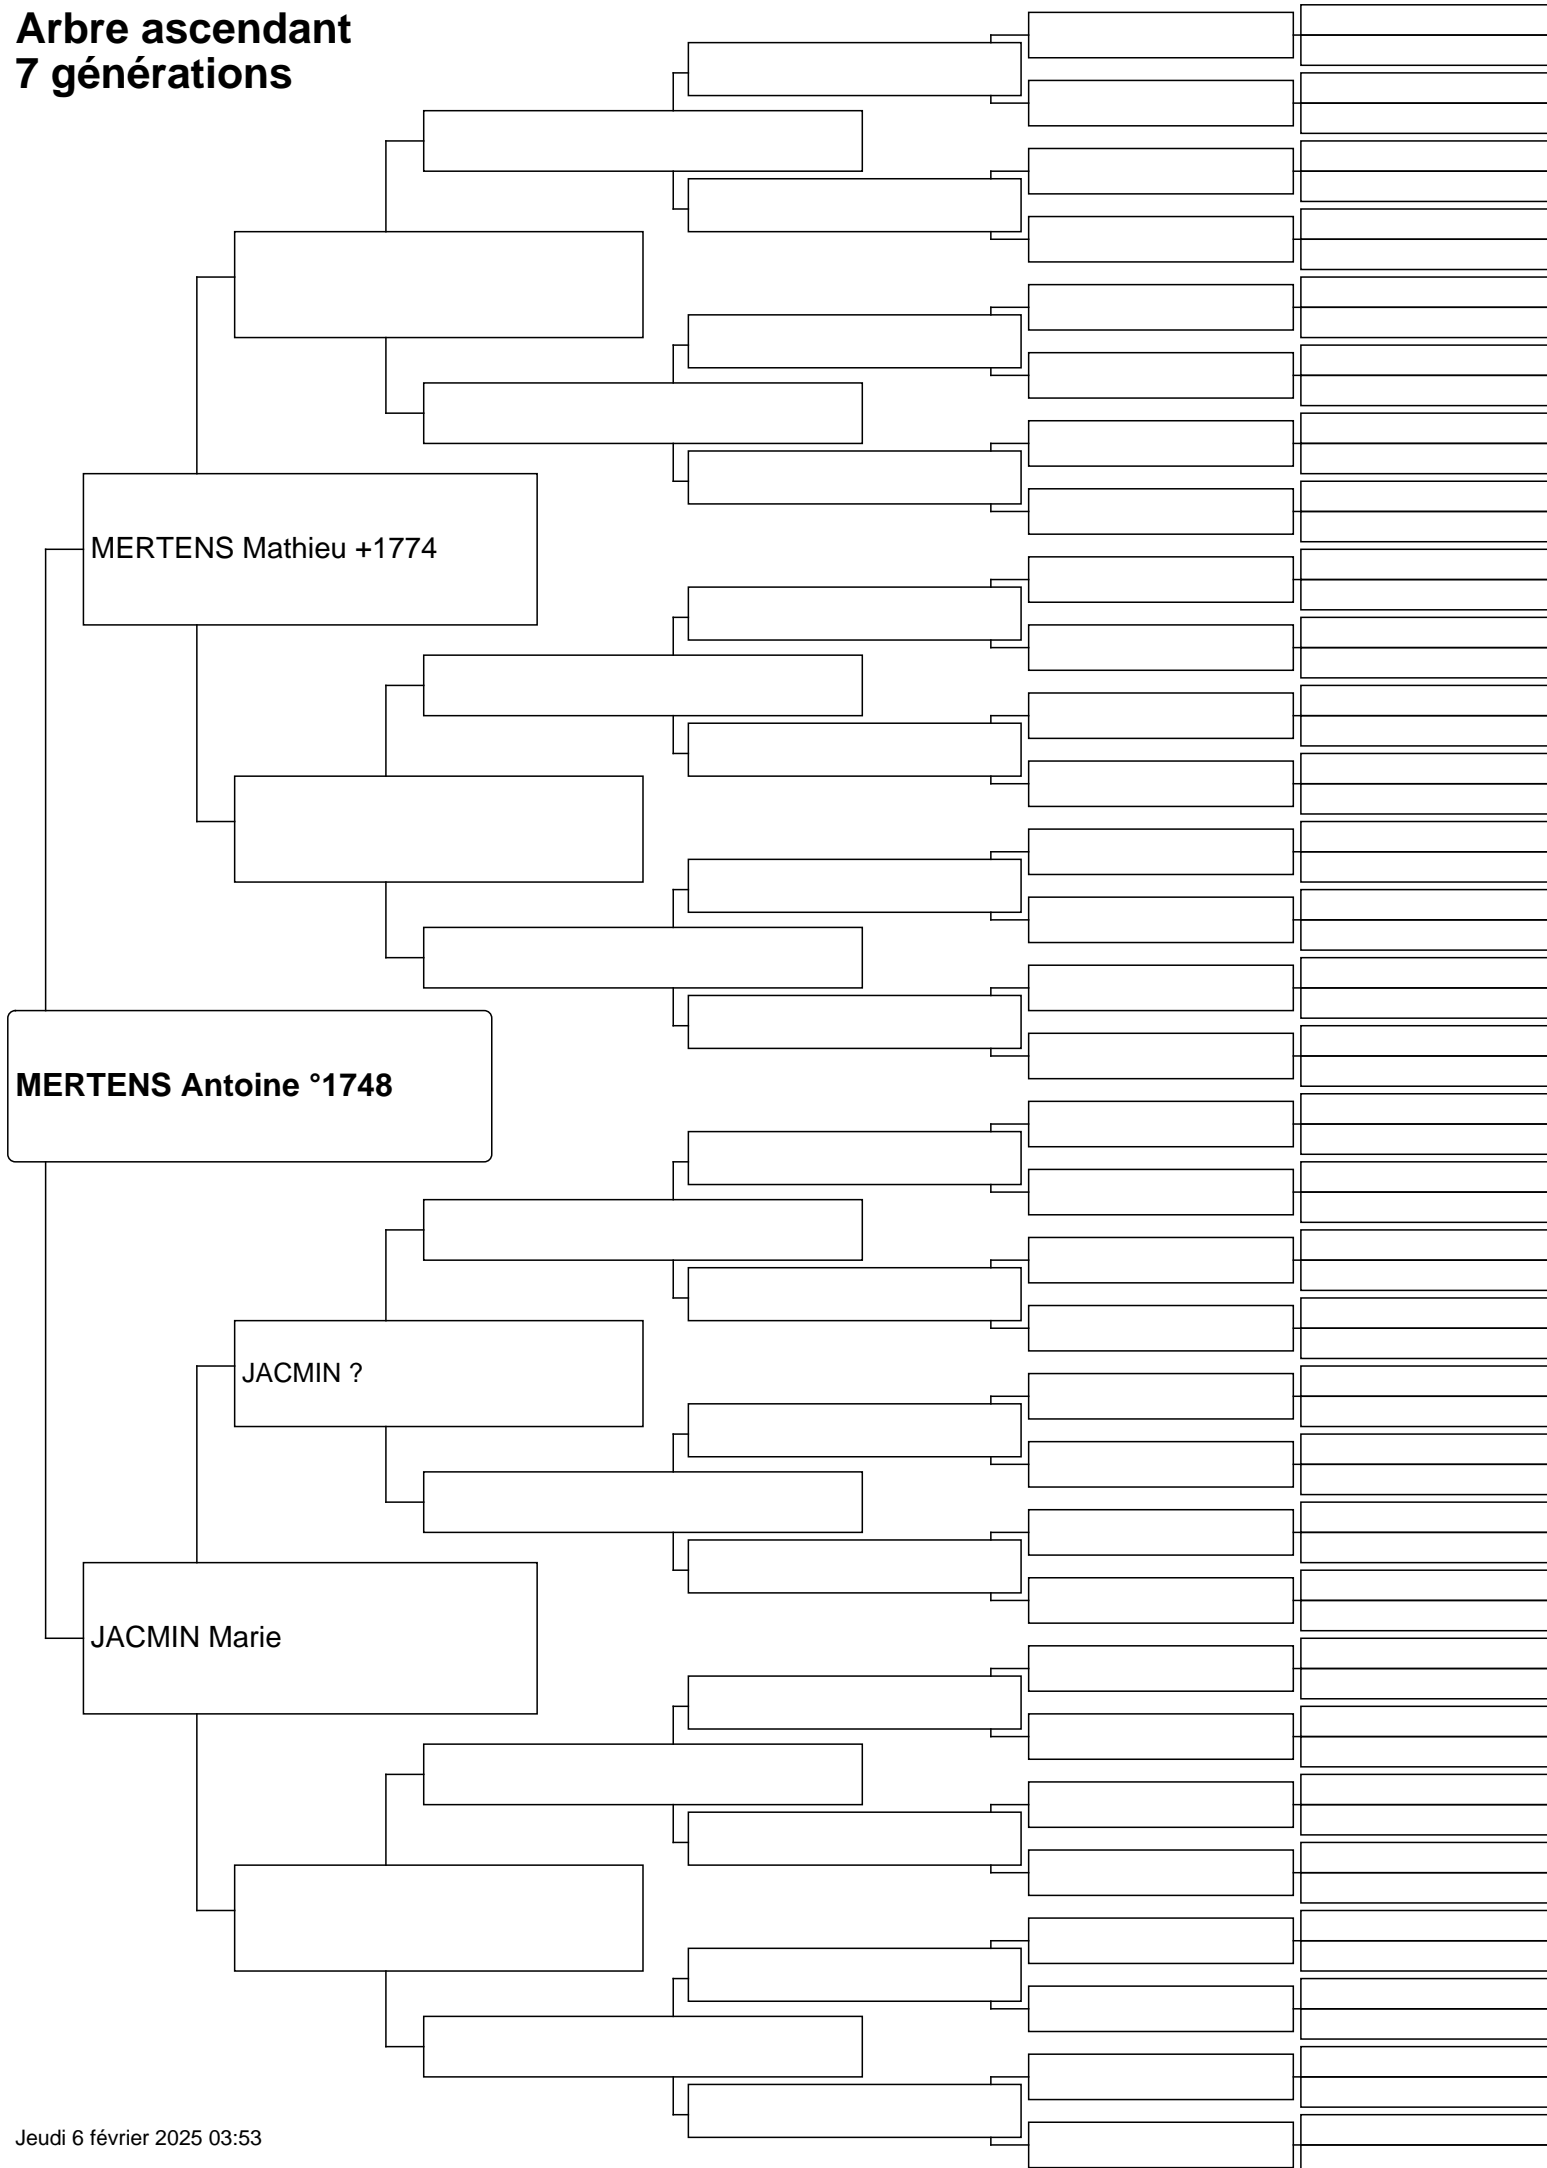 Arbre ascendant
7 générations
MERTENS Mathieu +1774
MERTENS Antoine °1748
JACMIN ?
JACMIN Marie
Jeudi 6 février 2025 03:53